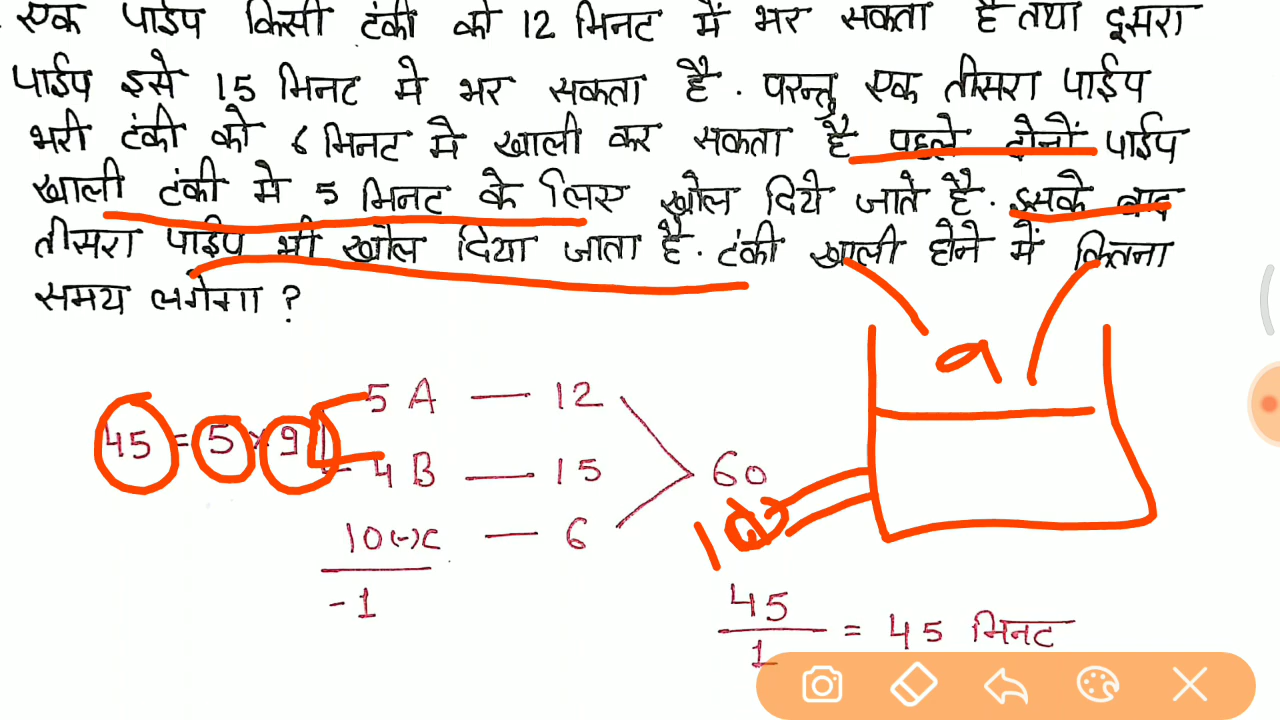 एक पाईप किसी टंकी को 12 मिनट में भर सकता है तथा दूसरा
पाईप इसे 15 मिनट मे भर सकता है . परन्तु एक तीसरा पाईप
भरी टंकी को 6 मिनट मे खाली कर सकता है पहले दोनों पाईप
खाली टंकी मे 5 मिनट के लिए खोल दिये जाते है . इसके बाद
तीसरा पाईप भी खोल दिया जाता है . टंकी खाली होने में कितना
समय लगेगा ?
9
5 A — 12
45 = 5 × 9
4 B — 15
60
10(-)C — 6
10
-1
45
1
= 45 मिनट